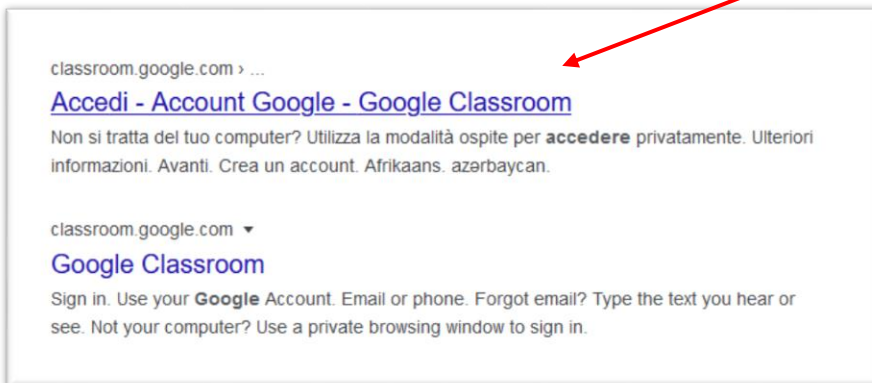 classroom.google.com › ...
Accedi - Account Google - Google Classroom
Non si tratta del tuo computer? Utilizza la modalità ospite per accedere privatamente. Ulteriori
informazioni. Avanti. Crea un account. Afrikaans. azərbaycan.
classroom.google.com
Google Classroom
Sign in. Use your Google Account. Email or phone. Forgot email? Type the text you hear or
see. Not your computer? Use a private browsing window to sign in.